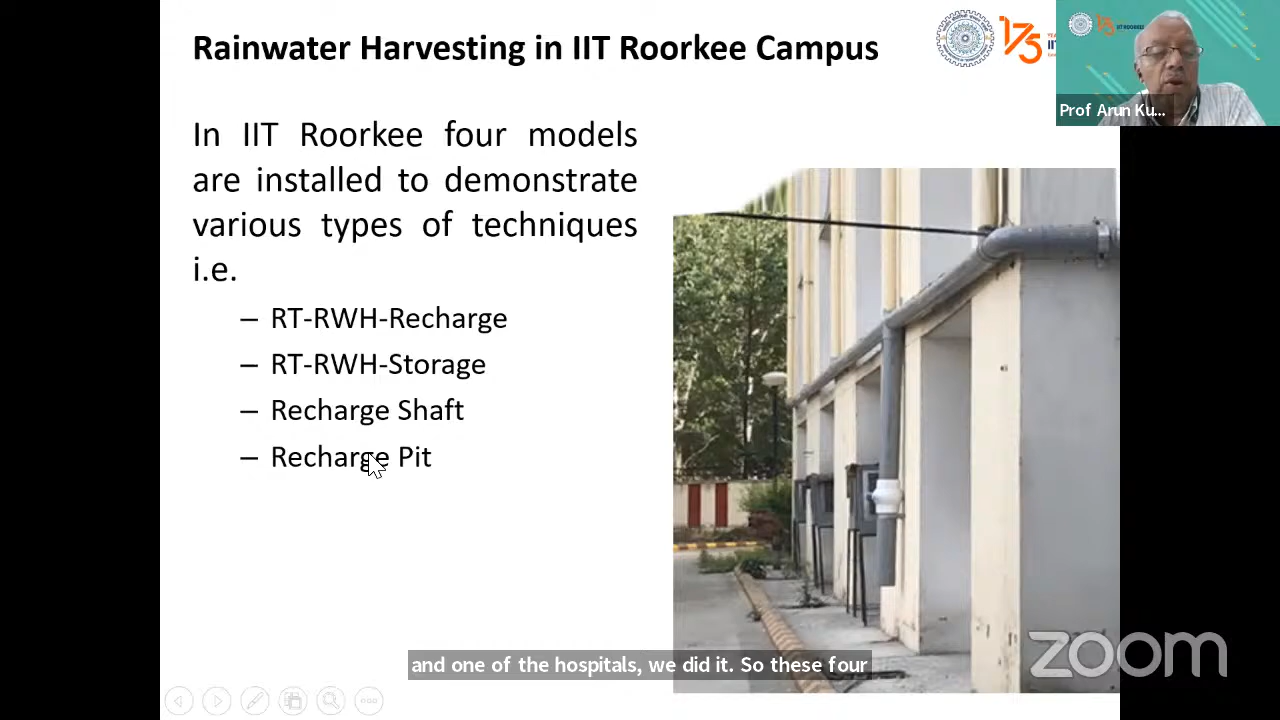 Rainwater Harvesting in IIT Roorkee Campus
175
Prof Arun Ku...
In IIT Roorkee four models
are installed to demonstrate
various types of techniques
i.e.
– RT-RWH-Recharge
– RT-RWH-Storage
– Recharge Shaft
– Recharge Pit
and one of the hospitals, we did it. So these four
zoom